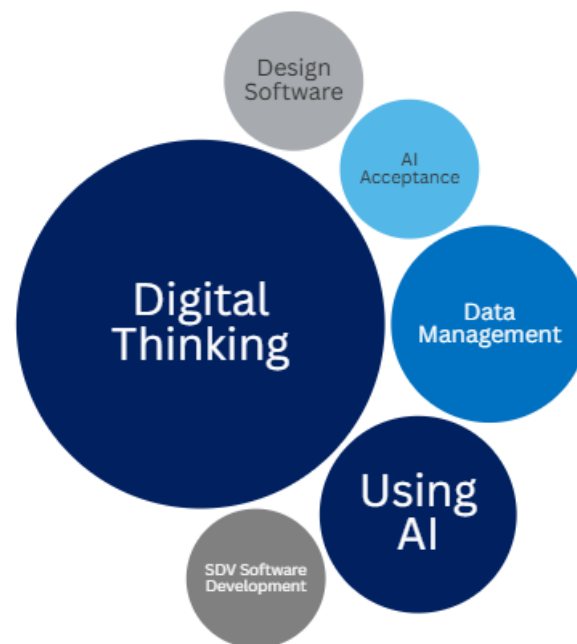 Design
Software
AI
Acceptance
Digital
Thinking
Data
Management
Using
AI
SDV Software
Development